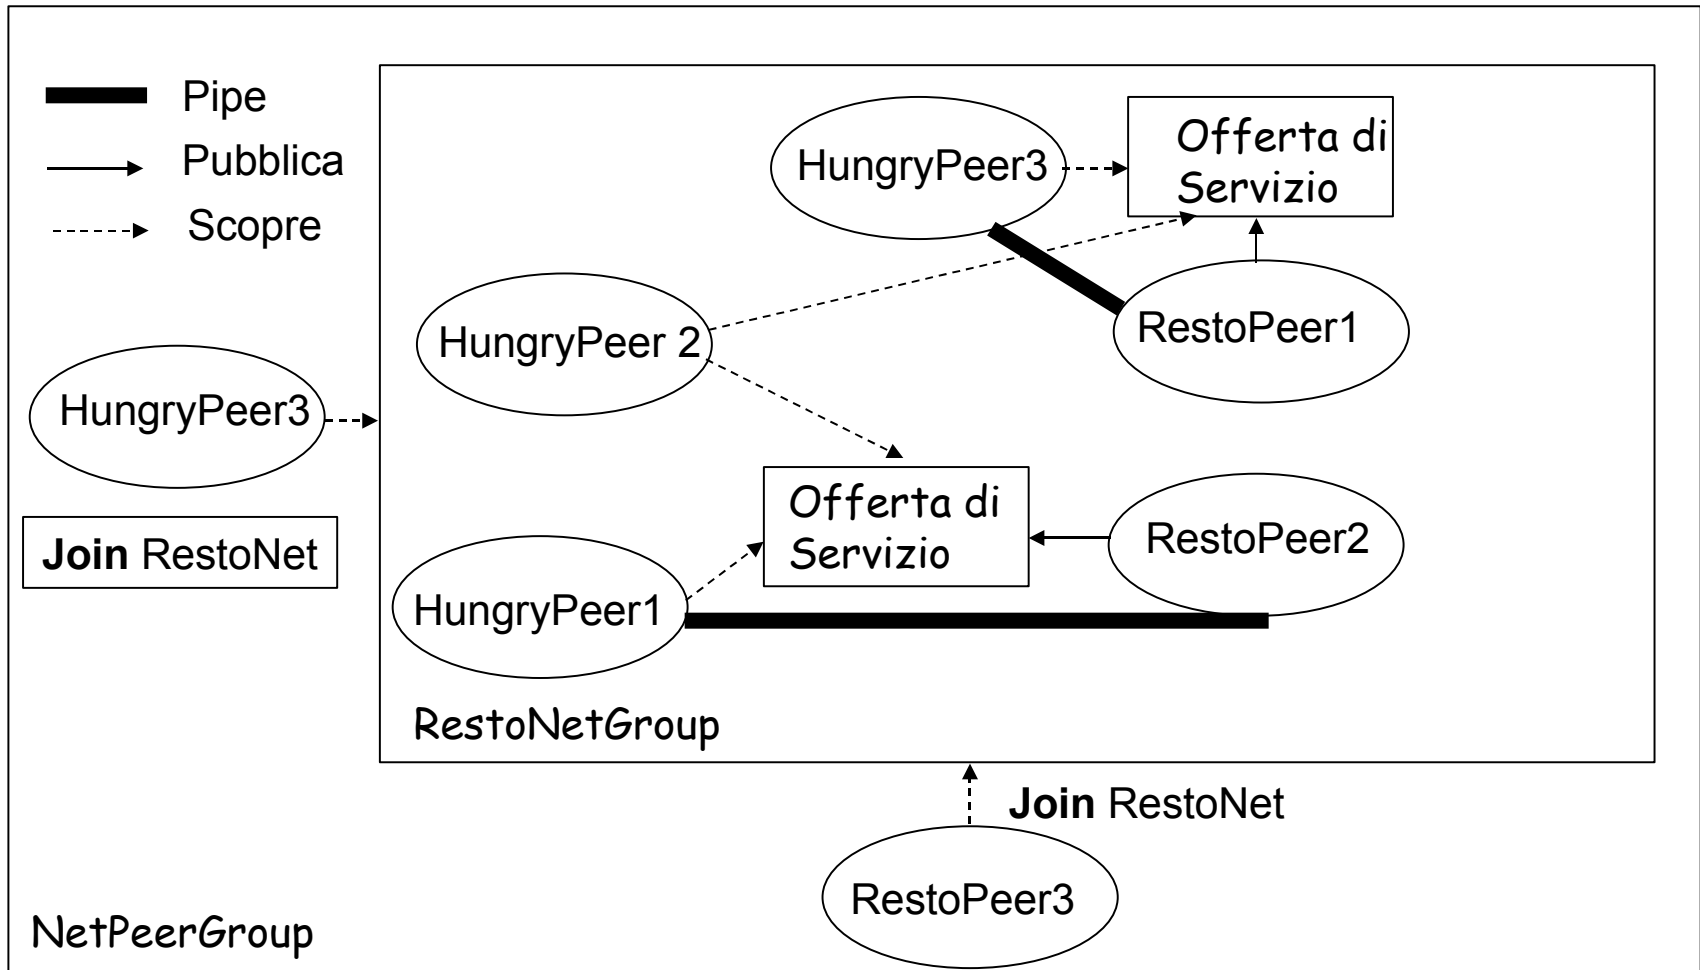 Pipe
Pubblica
Scopre
HungryPeer3
Offerta di
Servizio
HungryPeer 2
RestoPeer1
HungryPeer3
Join RestoNet
Offerta di
Servizio
RestoPeer2
HungryPeer1
RestoNetGroup
Join RestoNet
RestoPeer3
NetPeerGroup